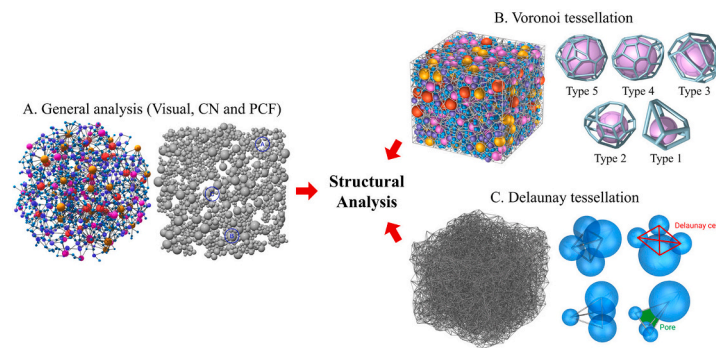 B. Voronoi tessellation
A. General analysis (Visual, CN and PCF)
Type 5
Type 4
Type 3
Type 2
Type 1
Structural
Analysis
C. Delaunay tessellation
Delaunay ce
Pore